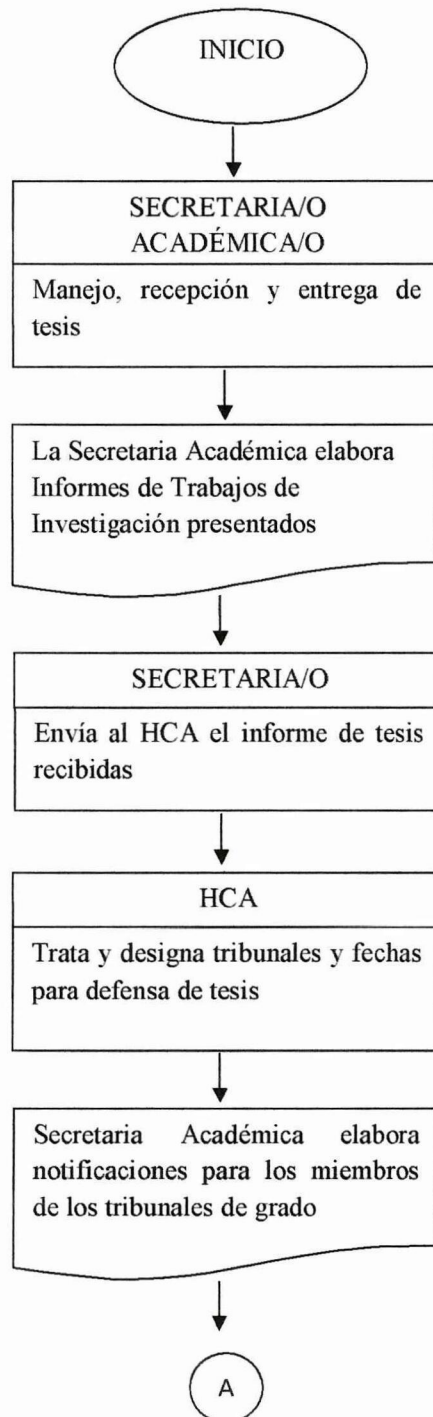 INICIO
SECRETARIA/O
ACADÉMICA/O
Manejo, recepción y entrega de
tesis
La Secretaria Académica elabora
Informes de Trabajos de
Investigación presentados
SECRETARIA/O
Envía al HCA el informe de tesis
recibidas
HCA
Trata y designa tribunales y fechas
para defensa de tesis
Secretaria Académica elabora
notificaciones para los miembros
de los tribunales de grado
A